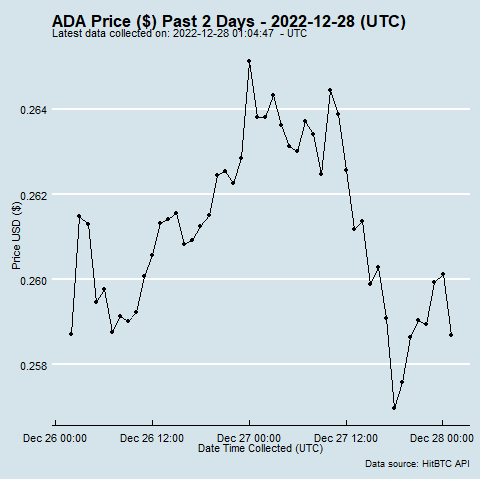 ADA Price ($) Past 2 Days - 2022-12-28 (UTC)
Latest data collected on: 2022-12-28 01:04:47  - UTC
0.264
0.262
0.260
0.258
Price USD ($)
Dec 26 00:00 Dec 26 12:00 Dec 27 00:00 Dec 27 12:00 Dec 28 00:00
Date Time Collected (UTC)
Data source: HitBTC API